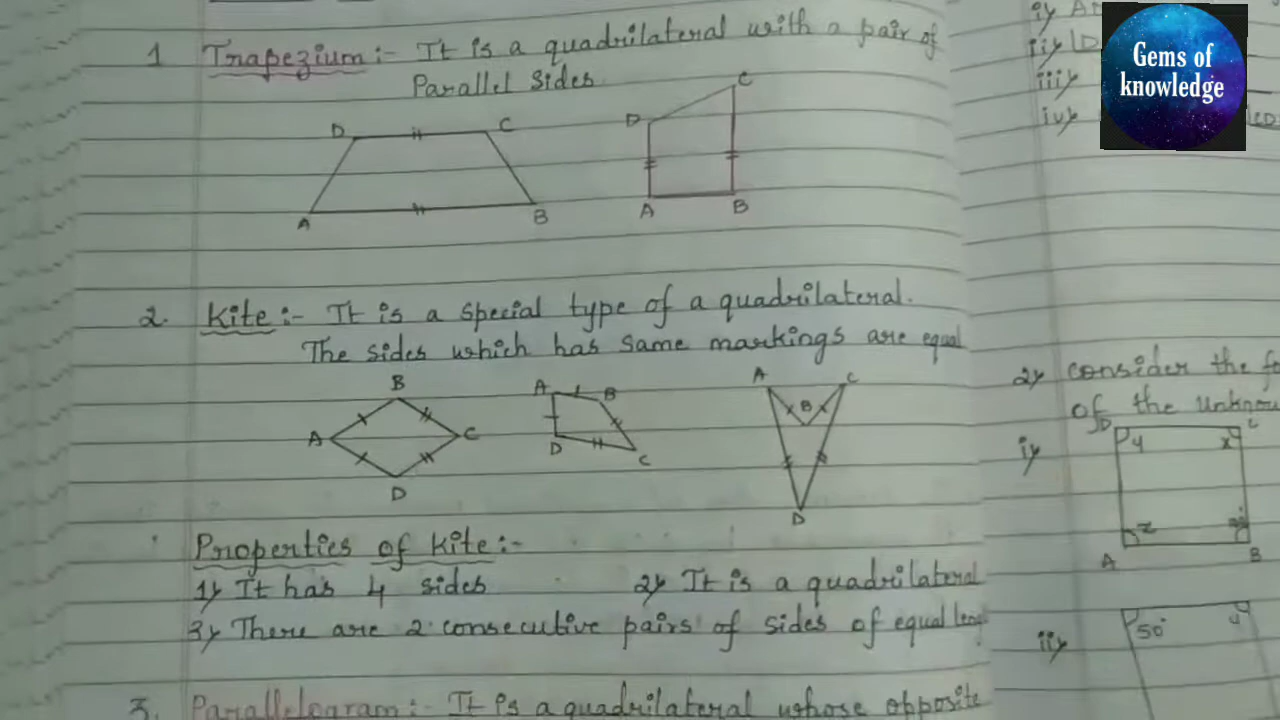 1 Trapezium :- It is a quadrilateral with a pair of
Parallel Sides
D C
A B
C
D
A B
2. Kite :- It is a special type of a quadrilateral.
The sides which has same markings are equal
B
A C
D
A B
D C
A C
B
D
Properties of kite :-
1) It has 4 sides
2) It is a quadrilateral
3) There are 2 consecutive pairs of sides of equal
3. Parallelogram :- It is a quadrilateral whose opposite
i)
ii)
iii)
iv)
Gems of
knowledge
2) consider the
of the
i)
D C
y x
z
A B
ii)
50°